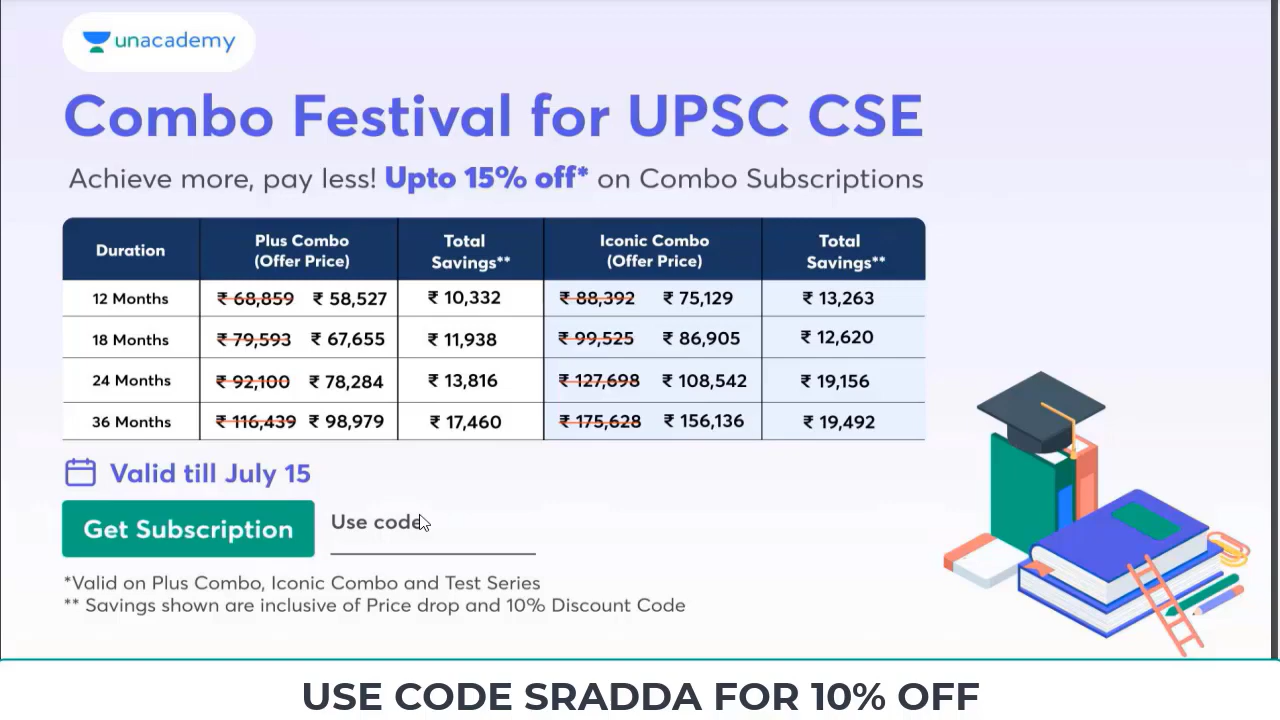 unacademy
Combo Festival for UPSC CSE
Achieve more, pay less! Upto 15% off* on Combo Subscriptions
Duration Plus Combo (Offer Price) Total Savings** Iconic Combo (Offer Price) Total Savings**
12 Months ₹ 68,859 ₹ 58,527 ₹ 10,332 ₹ 88,392 ₹ 75,129 ₹ 13,263
18 Months ₹ 79,593 ₹ 67,655 ₹ 11,938 ₹ 99,525 ₹ 86,905 ₹ 12,620
24 Months ₹ 92,100 ₹ 78,284 ₹ 13,816 ₹ 127,698 ₹ 108,542 ₹ 19,156
36 Months ₹ 116,439 ₹ 98,979 ₹ 17,460 ₹ 175,628 ₹ 156,136 ₹ 19,492
Valid till July 15
Get Subscription Use code
*Valid on Plus Combo, Iconic Combo and Test Series
** Savings shown are inclusive of Price drop and 10% Discount Code
USE CODE SRADDA FOR 10% OFF